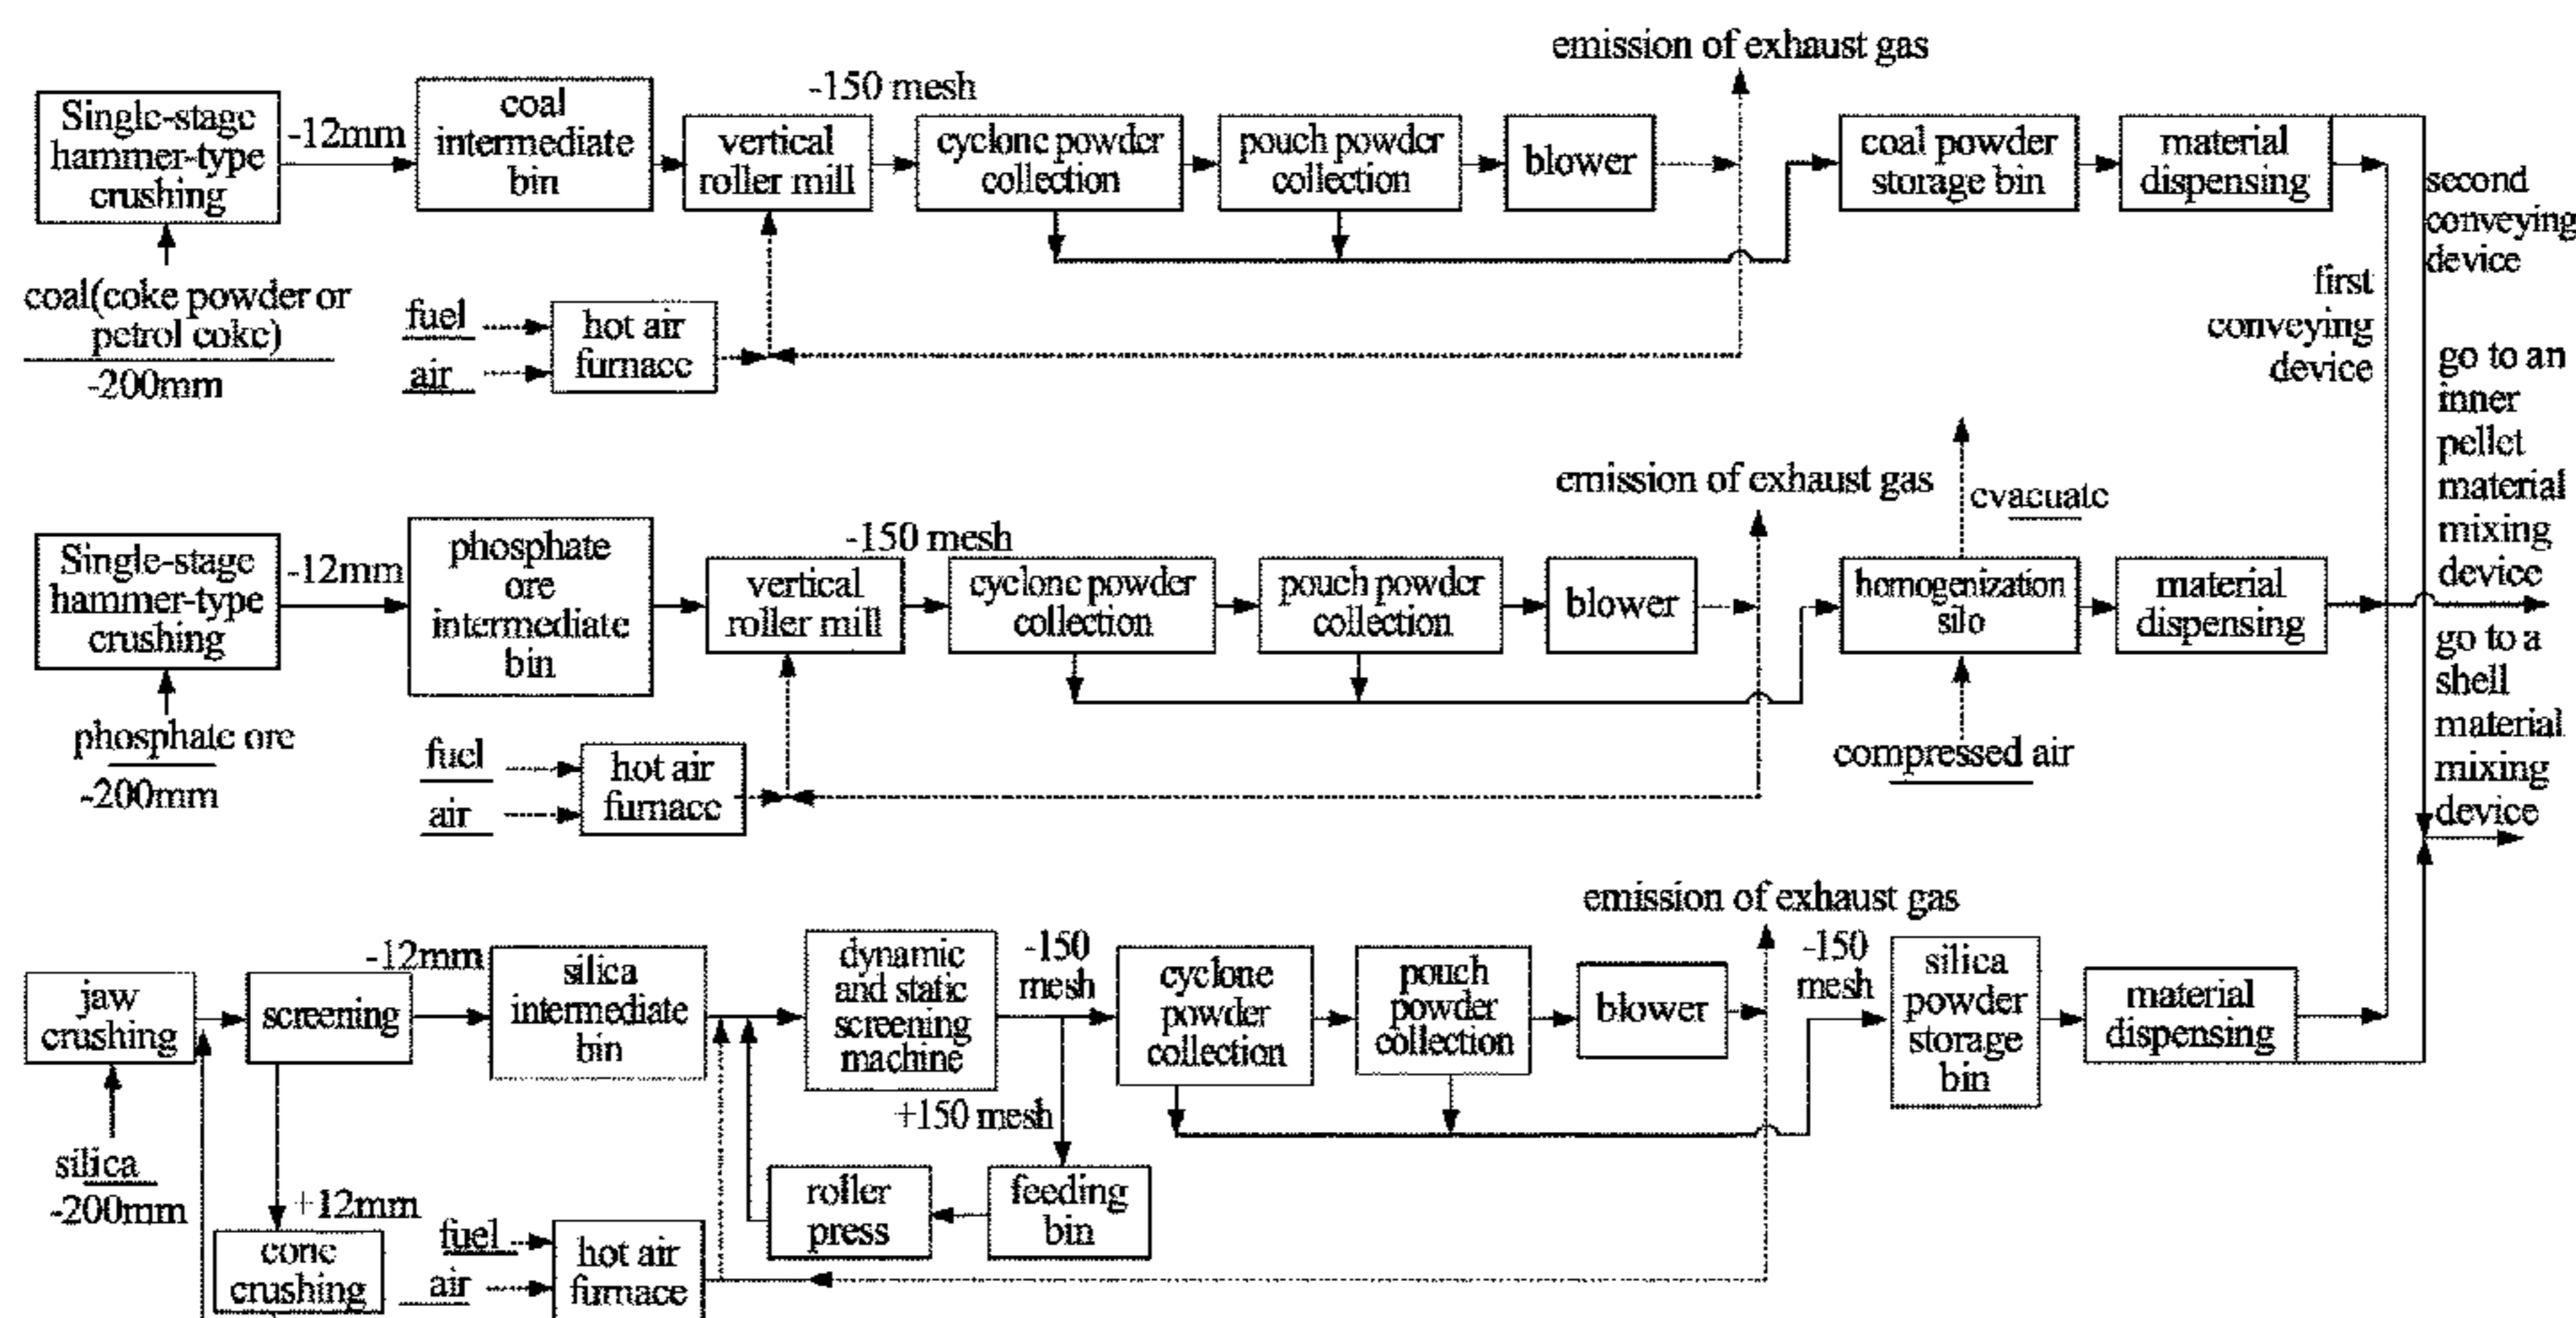 emission of exhaust gas
Single-stage
hammer-type
crushing
-12mm
coal
intermediate
bin
-150 mesh
vertical
roller mill
cyclone powder
collection
pouch powder
collection
blower
coal powder
storage bin
material
dispensing
second
conveying
device
first
conveying
device
coal(coke powder or
petrol coke)
-200mm
fuel
air
hot air
furnace
go to an
inner
pellet
material
mixing
device
emission of exhaust gas
evacuate
Single-stage
hammer-type
crushing
-12mm
phosphate
ore
intermediate
bin
-150 mesh
vertical
roller mill
cyclone powder
collection
pouch powder
collection
blower
homogenization
silo
material
dispensing
go to a
shell
material
mixing
device
phosphate ore
-200mm
fuel
air
hot air
furnace
compressed air
emission of exhaust gas
jaw
crushing
screening
-12mm
silica
intermediate
bin
dynamic
and static
screening
machine
-150
mesh
cyclone
powder
collection
pouch
powder
collection
blower
-150
mesh
silica
powder
storage
bin
material
dispensing
silica
-200mm
+12mm
cone
crushing
fuel
air
hot air
furnace
+150 mesh
roller
press
feeding
bin